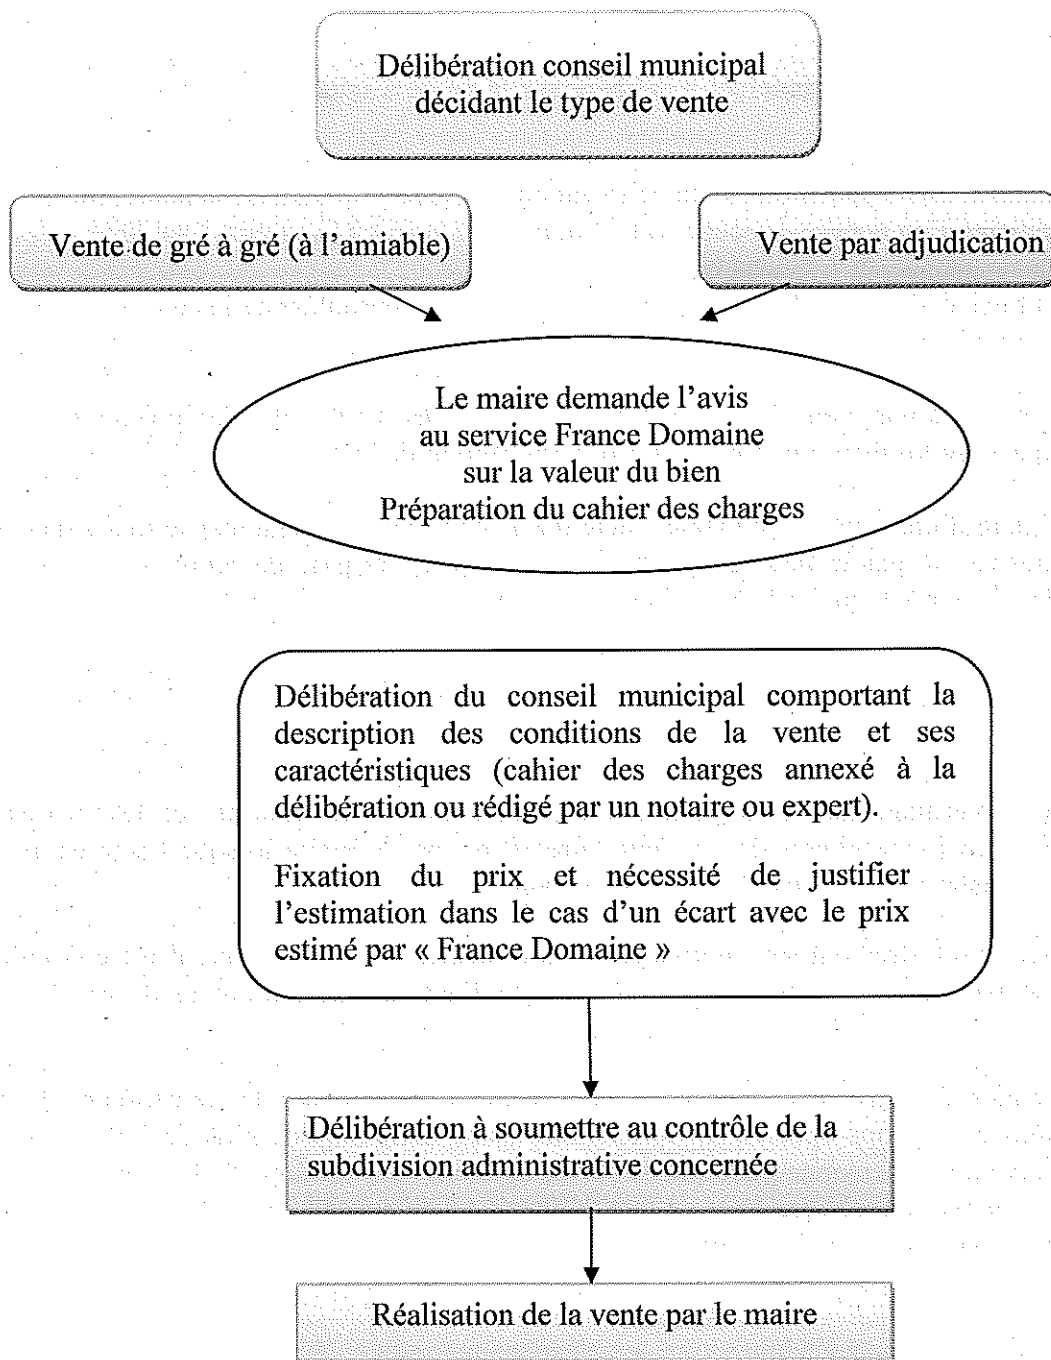 Délibération conseil municipal
décidant le type de vente
Vente de gré à gré (à l'amiable)
Vente par adjudication
Le maire demande l'avis
au service France Domaine
sur la valeur du bien
Préparation du cahier des charges
Délibération du conseil municipal comportant la
description des conditions de la vente et ses
caractéristiques (cahier des charges annexé à la
délibération ou rédigé par un notaire ou expert).
Fixation du prix et nécessité de justifier
l'estimation dans le cas d'un écart avec le prix
estimé par « France Domaine »
Délibération à soumettre au contrôle de la
subdivision administrative concernée
Réalisation de la vente par le maire